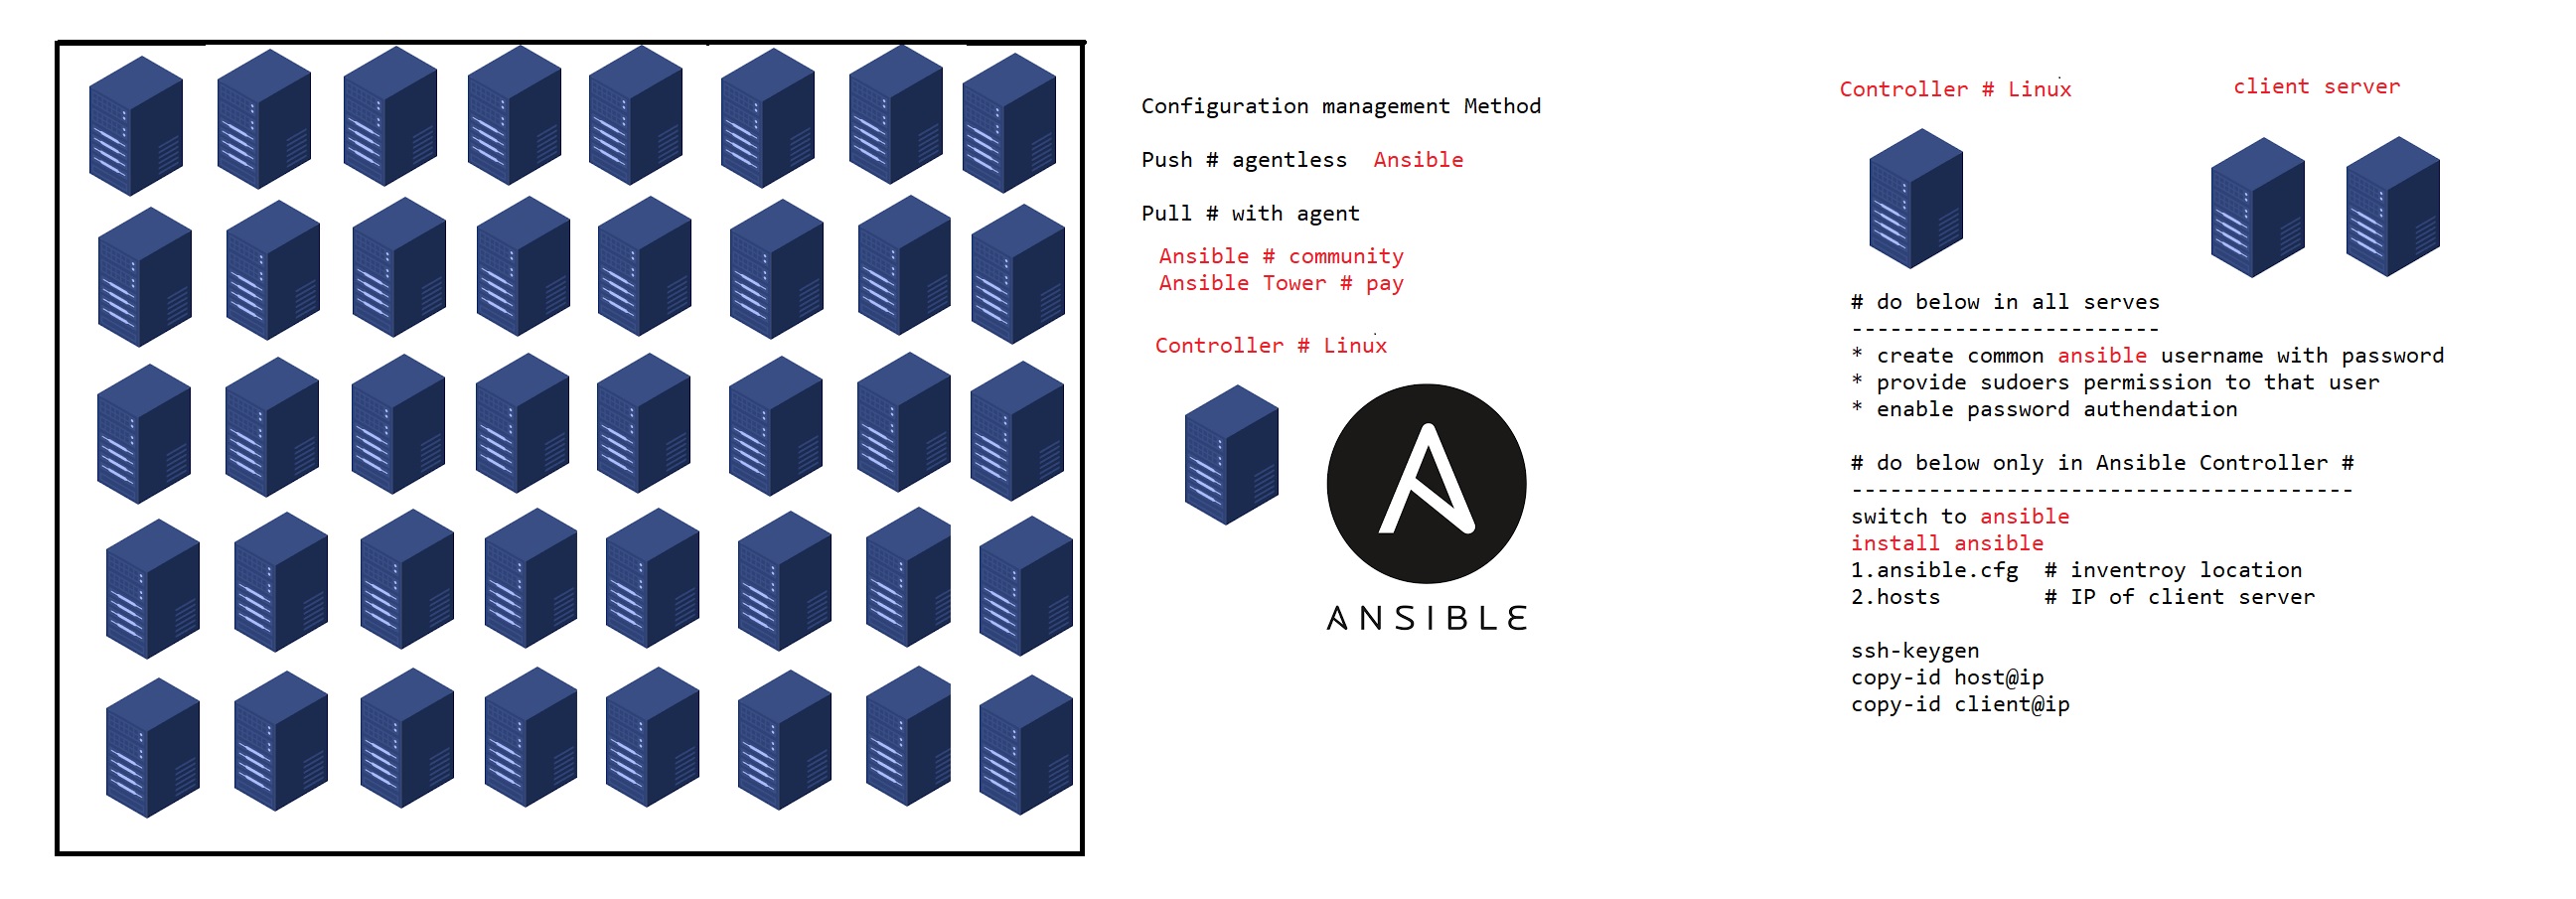 Configuration management Method
Push # agentless  Ansible
Pull # with agent
Ansible # community
Ansible Tower # pay
Controller # Linux
ANSIBLE
Controller # Linux
client server
# do below in all serves
------------------------
* create common ansible username with password
* provide sudoers permission to that user
* enable password authendation
# do below only in Ansible Controller #
---------------------------------------
switch to ansible
install ansible
1.ansible.cfg  # inventroy location
2.hosts        # IP of client server
ssh-keygen
copy-id host@ip
copy-id client@ip